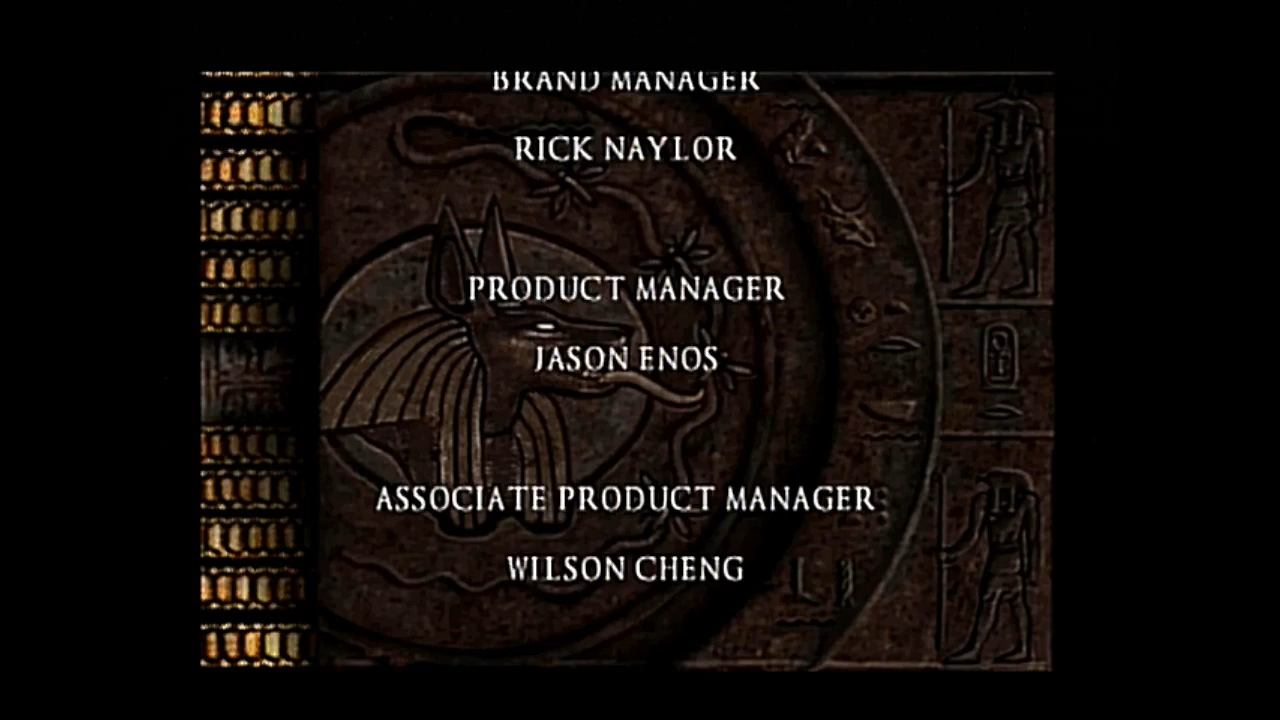 BRAND MANAGER
RICK NAYLOR
PRODUCT MANAGER
JASON ENOS
ASSOCIATE PRODUCT MANAGER
WILSON CHENG